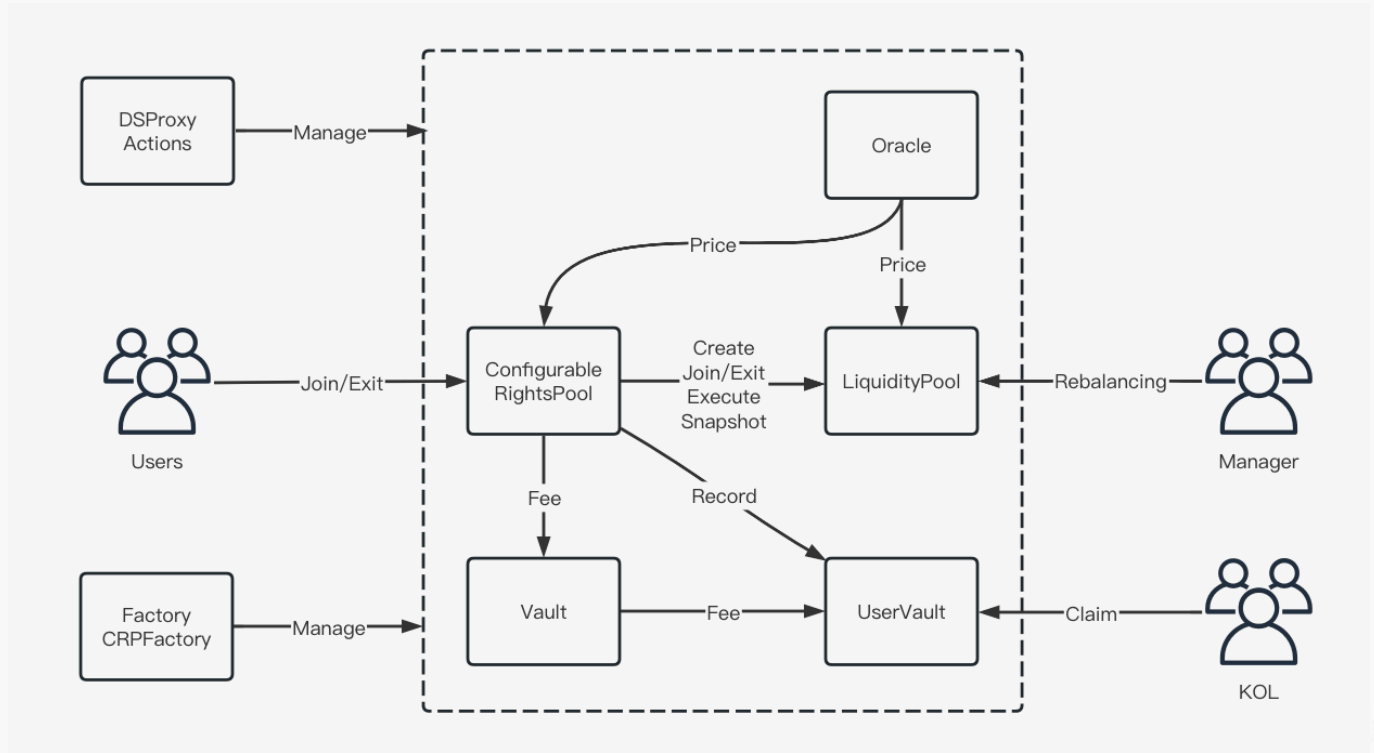 DSProxy
Actions
Manage
Oracle
Price
Price
Users
Join/Exit
Configurable
RightsPool
Create
Join/Exit
Execute
Snapshot
LiquidityPool
Rebalancing
Manager
Fee
Record
Factory
CRPFactory
Manage
Vault
Fee
UserVault
Claim
KOL